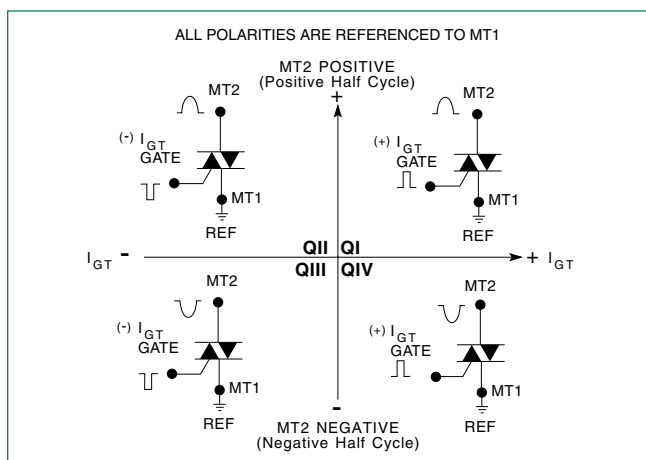 ALL POLARITIES ARE REFERENCED TO MT1
MT2 POSITIVE
(Positive Half Cycle)
+
MT2
(-) IGT
GATE
MT1
REF
MT2
(+) IGT
GATE
MT1
REF
IGT -
QII QI
QIII QIV
+ IGT
MT2
(-) IGT
GATE
MT1
REF
MT2
(+) IGT
GATE
MT1
REF
-
MT2 NEGATIVE
(Negative Half Cycle)